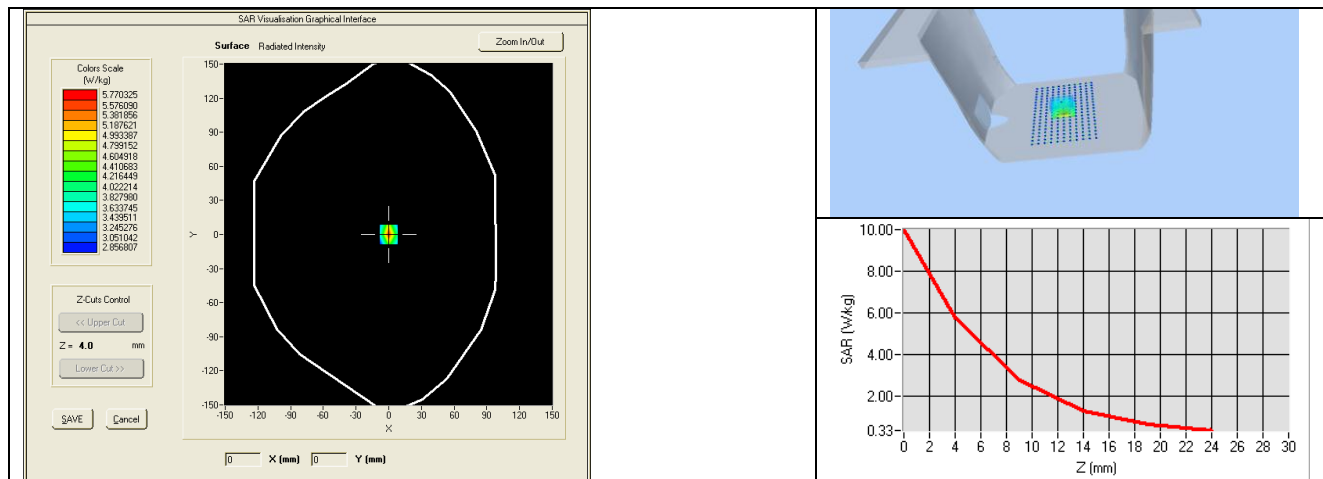 SAR Visualisation Graphical Interface
Surface Radiated Intensity
Zoom In/Out
Colors Scale
(W/kg)
5.770325
5.576090
5.381856
5.187621
4.993387
4.799152
4.604918
4.410683
4.216449
4.022214
3.827980
3.633745
3.439511
3.245276
3.051042
2.856807
Z-Cuts Control
<< Upper Cut
Z = 4.0 mm
Lower Cut >>
SAVE Cancel
150-
120-
90-
60-
30-
Y 0-
-30-
-60-
-90-
-120-
-150-
-150 -120 -90 -60 -30 0 30 60 90 120 150
X
0 X (mm) 0 Y (mm)
10.00-
8.00-
6.00-
4.00-
2.00-
0.33-
SAR (W/kg)
0 2 4 6 8 10 12 14 16 18 20 22 24 26 28 30
Z (mm)